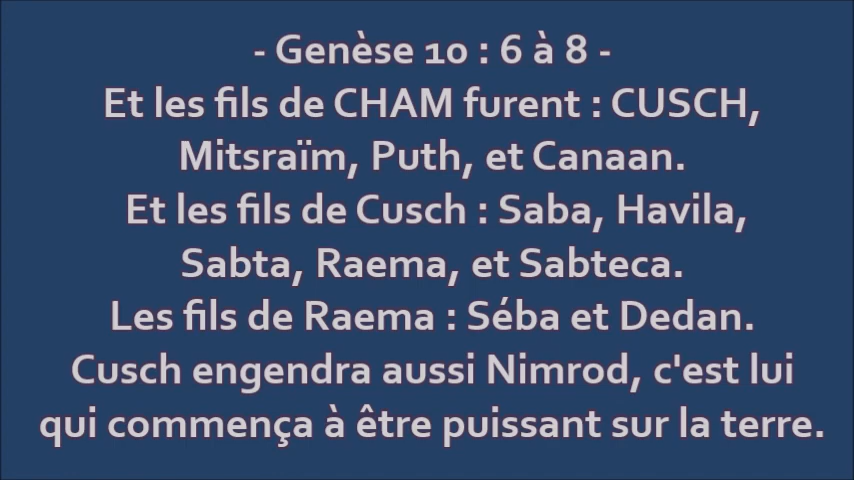 - Genèse 10 : 6 à 8 -
Et les fils de CHAM furent : CUSCH,
Mitsraïm, Puth, et Canaan.
Et les fils de Cusch : Saba, Havila,
Sabta, Raema, et Sabteca.
Les fils de Raema : Séba et Dedan.
Cusch engendra aussi Nimrod, c'est lui
qui commença à être puissant sur la terre.